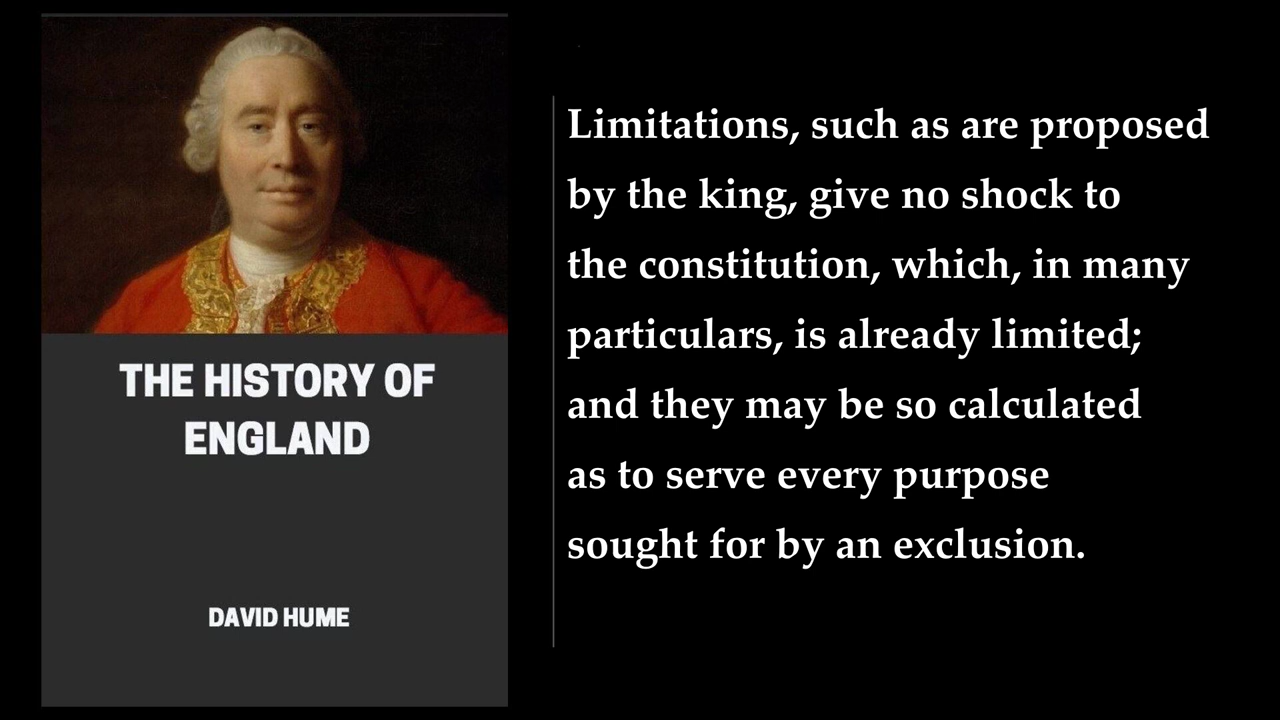 THE HISTORY OF
ENGLAND
DAVID HUME
Limitations, such as are proposed
by the king, give no shock to
the constitution, which, in many
particulars, is already limited;
and they may be so calculated
as to serve every purpose
sought for by an exclusion.